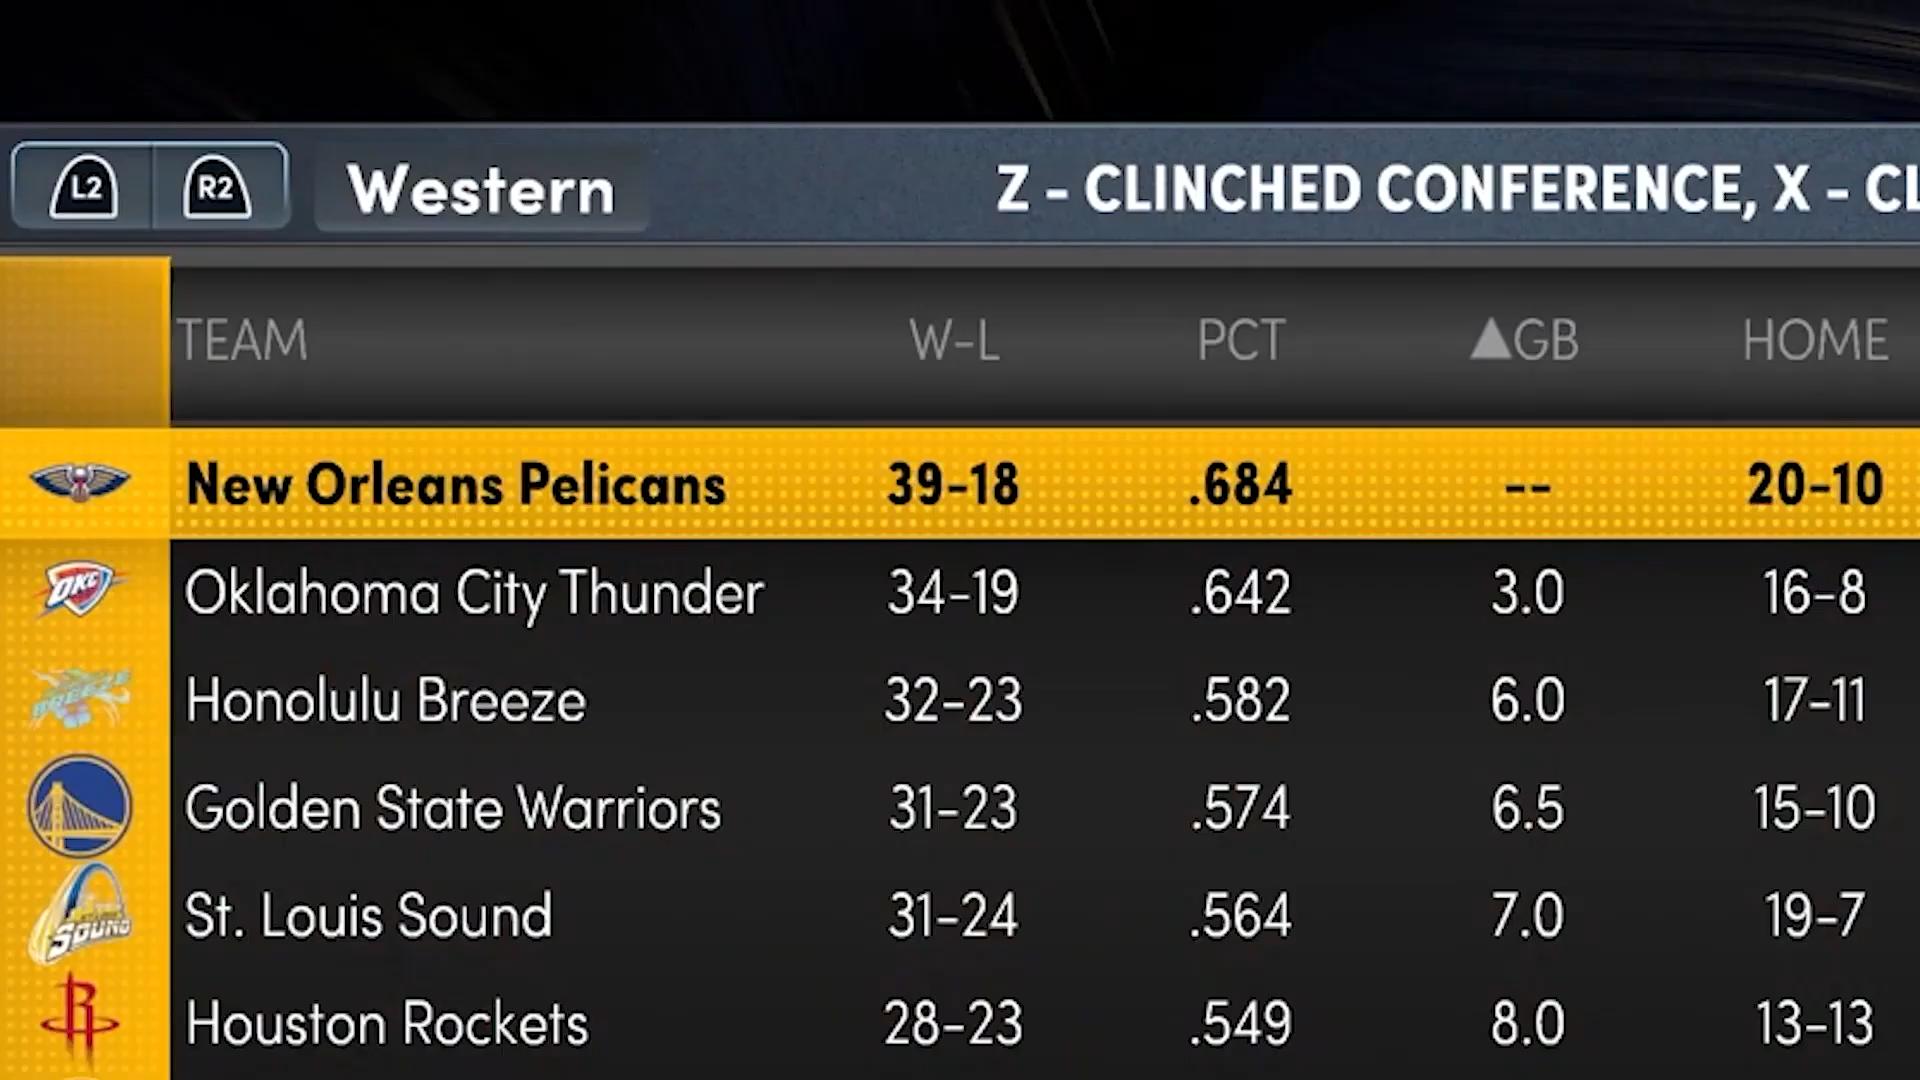 L2 R2 Western Z - CLINCHED CONFERENCE, X - CL
TEAM W-L PCT ▲GB HOME
New Orleans Pelicans 39-18 .684 -- 20-10
OKC Oklahoma City Thunder 34-19 .642 3.0 16-8
BREEZE Honolulu Breeze 32-23 .582 6.0 17-11
Golden State Warriors 31-23 .574 6.5 15-10
SOUND St. Louis Sound 31-24 .564 7.0 19-7
R Houston Rockets 28-23 .549 8.0 13-13